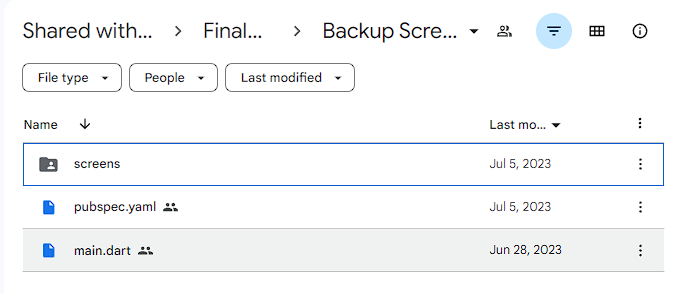 Shared with... Final... Backup Scre...
File type People Last modified
Name Last mo...
screens Jul 5, 2023
pubspec.yaml Jul 5, 2023
main.dart Jun 28, 2023